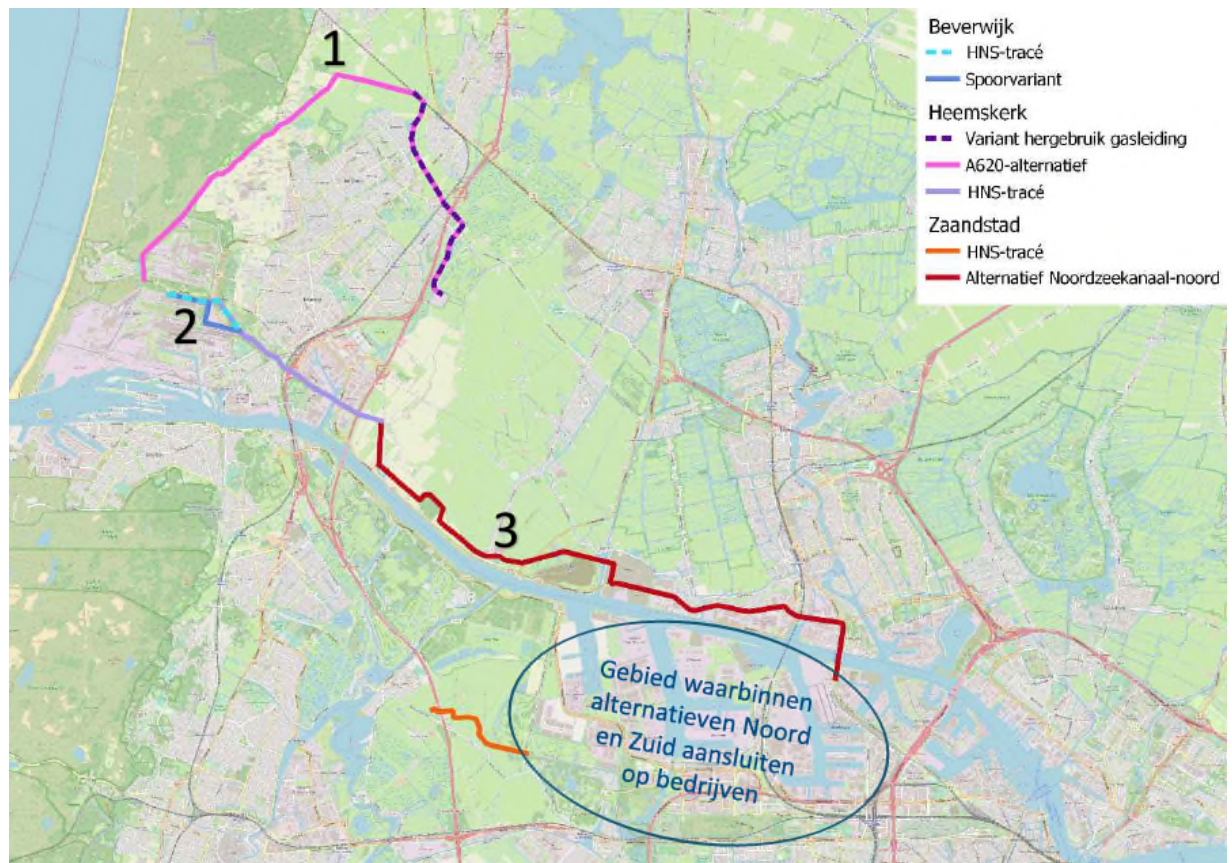 1
2
3
Gebied waarbinnen
alternatieven Noord
en Zuid aansluiten
op bedrijven
Beverwijk
HNS-tracé
Spoorvariant
Heemskerk
Variant hergebruik gasleiding
A620-alternatief
HNS-tracé
Zaandstad
HNS-tracé
Alternatief Noordzeekanaal-noord